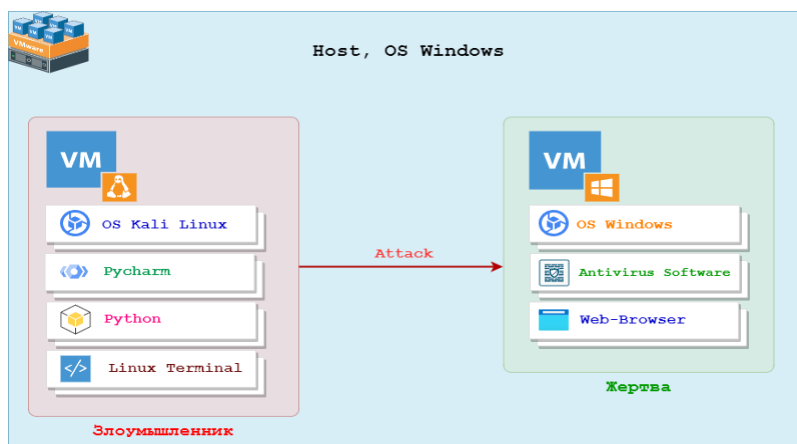 VMware
Host, OS Windows
VM
OS Kali Linux
Pycharm
Python
Linux Terminal
Злоумышленник
Attack
VM
OS Windows
Antivirus Software
Web-Browser
Жертва